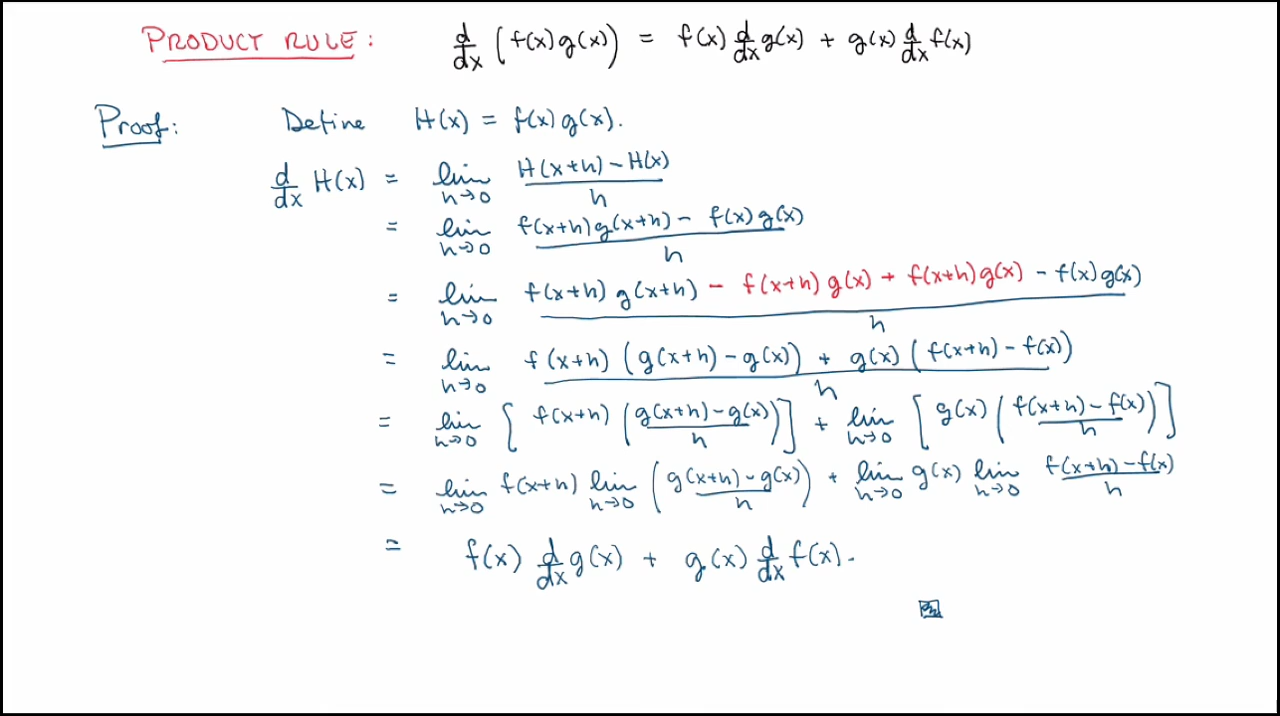 PRODUCT RULE: d/dx (f(x)g(x)) = f(x) d/dx g(x) + g(x) d/dx f(x)
Proof: Define H(x) = f(x)g(x).
d/dx H(x) = lim h→0 (H(x+h) − H(x))/h
= lim h→0 (f(x+h)g(x+h) − f(x)g(x))/h
= lim h→0 (f(x+h)g(x+h) − f(x+h)g(x) + f(x+h)g(x) − f(x)g(x))/h
= lim h→0 (f(x+h)(g(x+h) − g(x)) + g(x)(f(x+h) − f(x)))/h
= lim h→0 [f(x+h)((g(x+h) − g(x))/h)] + lim h→0 [g(x)((f(x+h) − f(x))/h)]
= lim h→0 f(x+h) lim h→0 ((g(x+h) − g(x))/h) + lim h→0 g(x) lim h→0 (f(x+h) − f(x))/h
= f(x) d/dx g(x) + g(x) d/dx f(x).